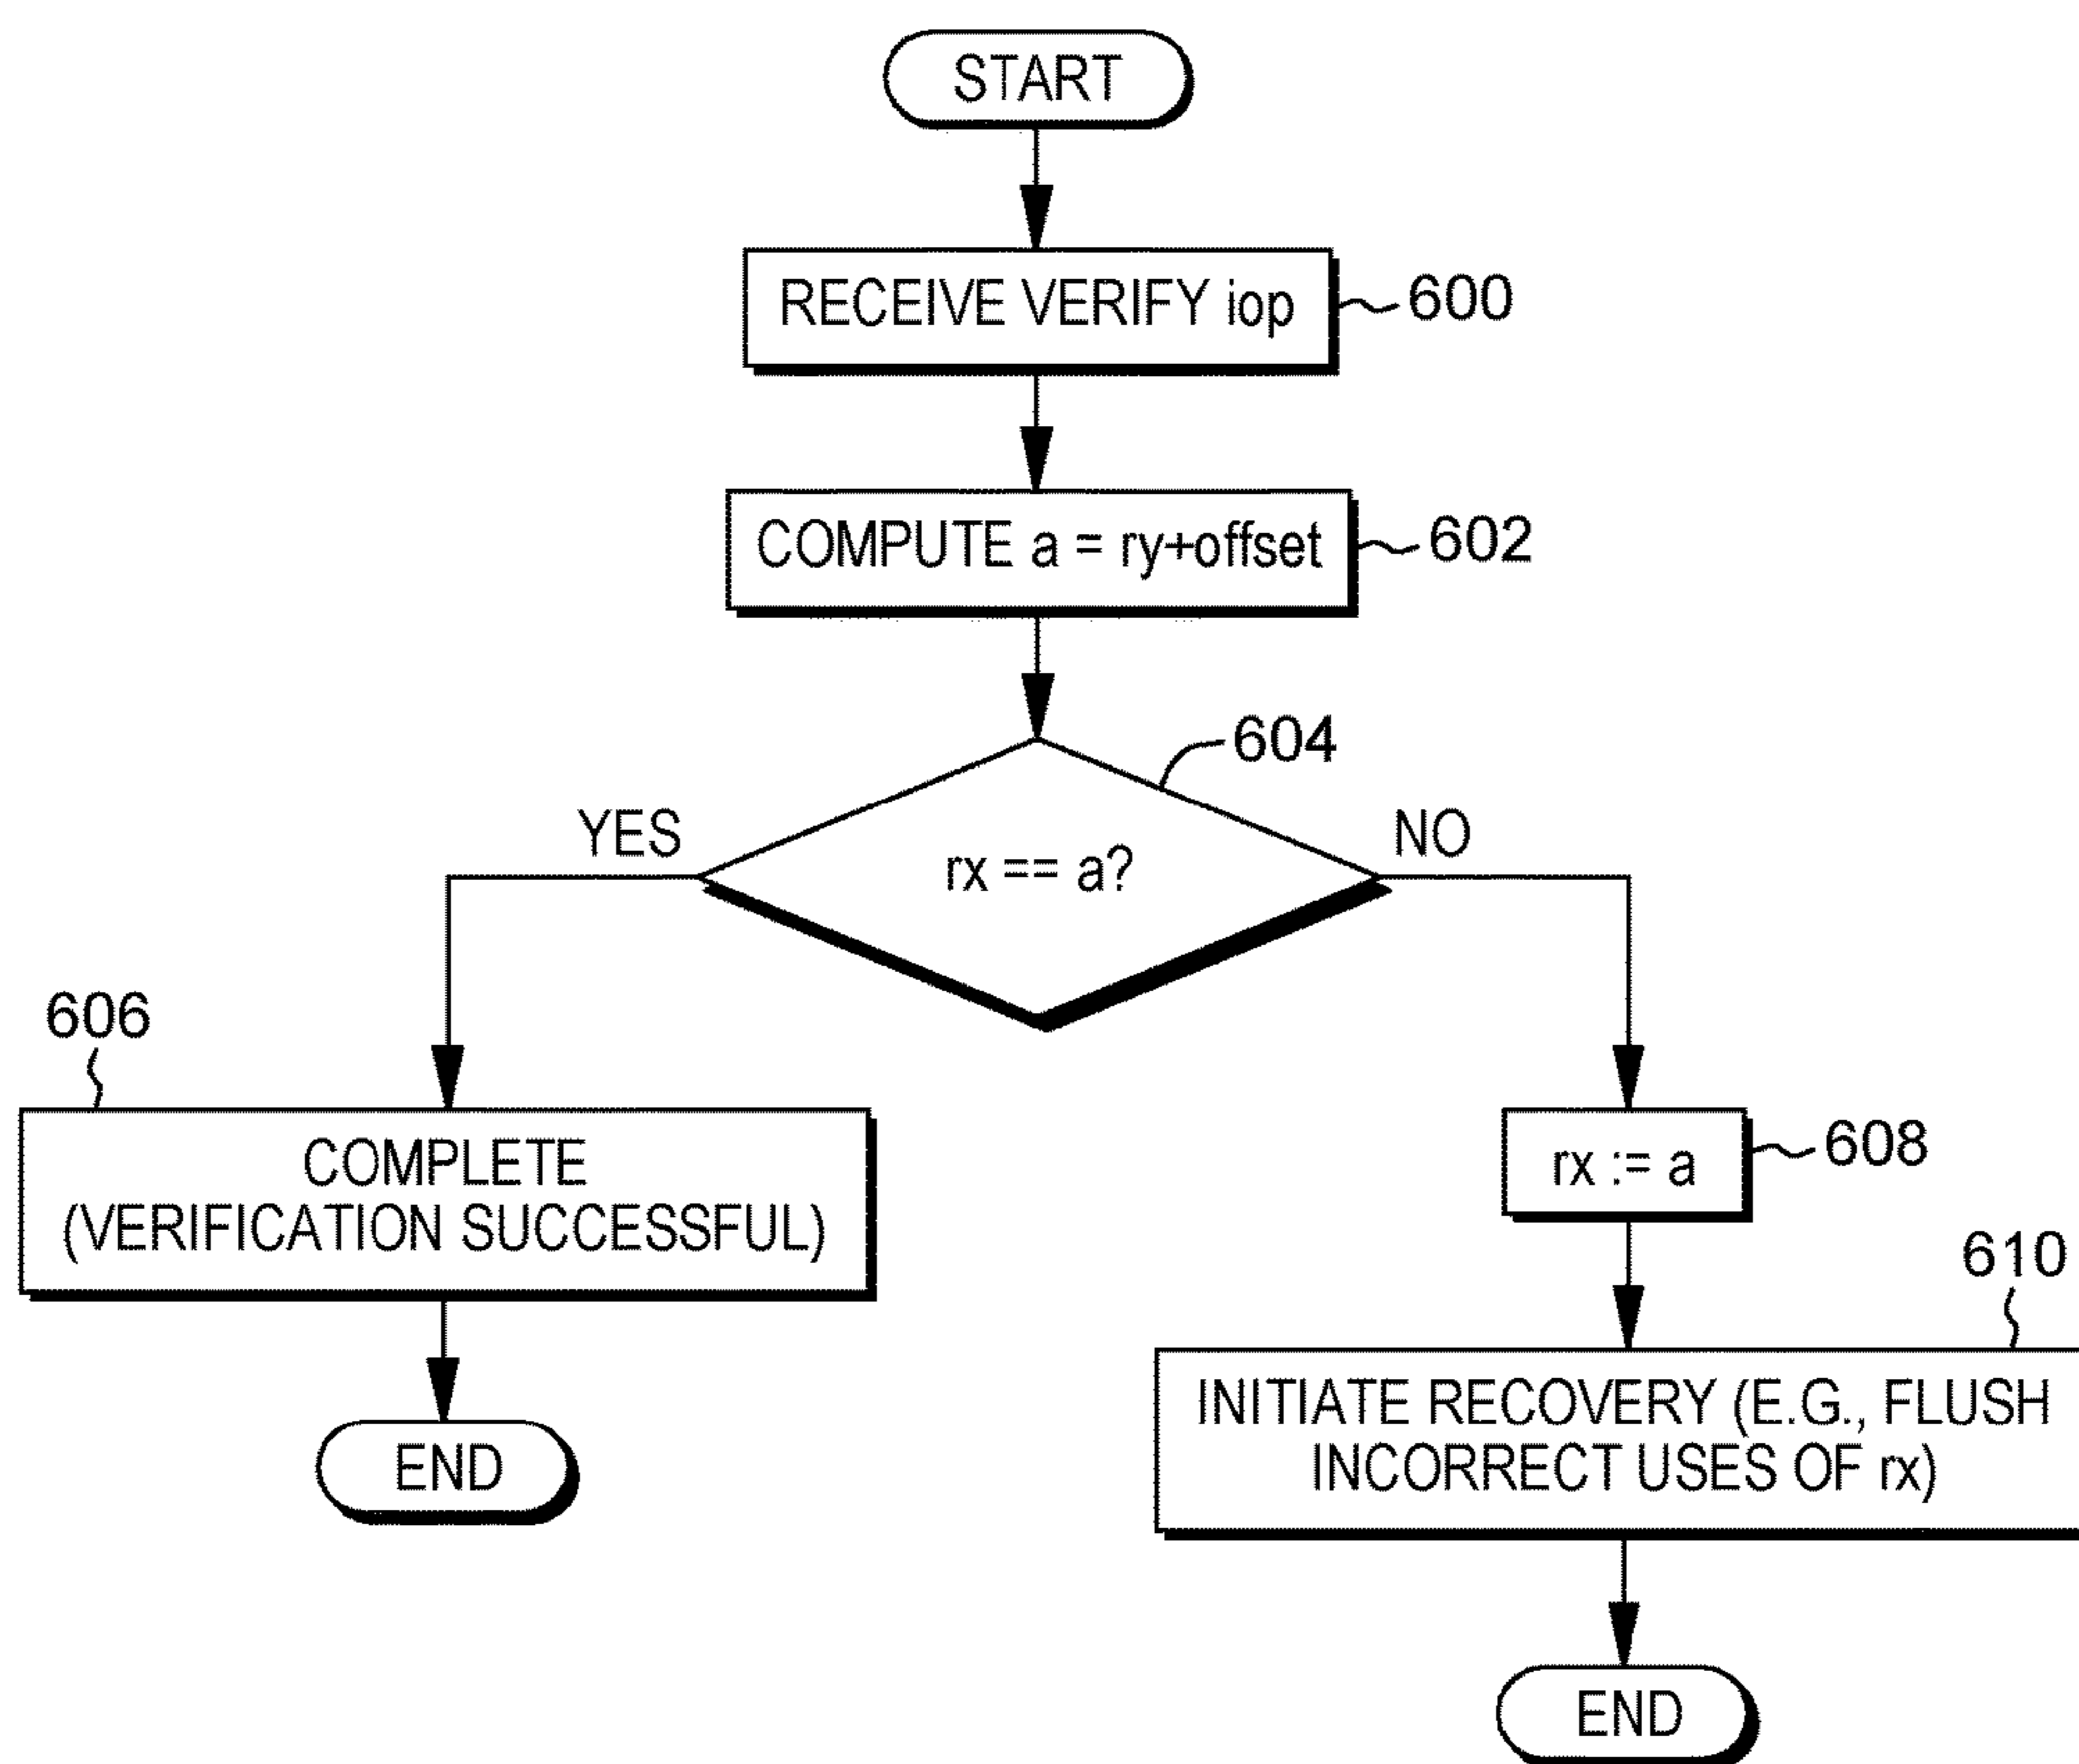 START
RECEIVE VERIFY iop
600
COMPUTE a = ry+offset
602
604
YES
rx == a?
NO
606
COMPLETE
(VERIFICATION SUCCESSFUL)
rx := a
608
610
INITIATE RECOVERY (E.G., FLUSH
INCORRECT USES OF rx)
END
END